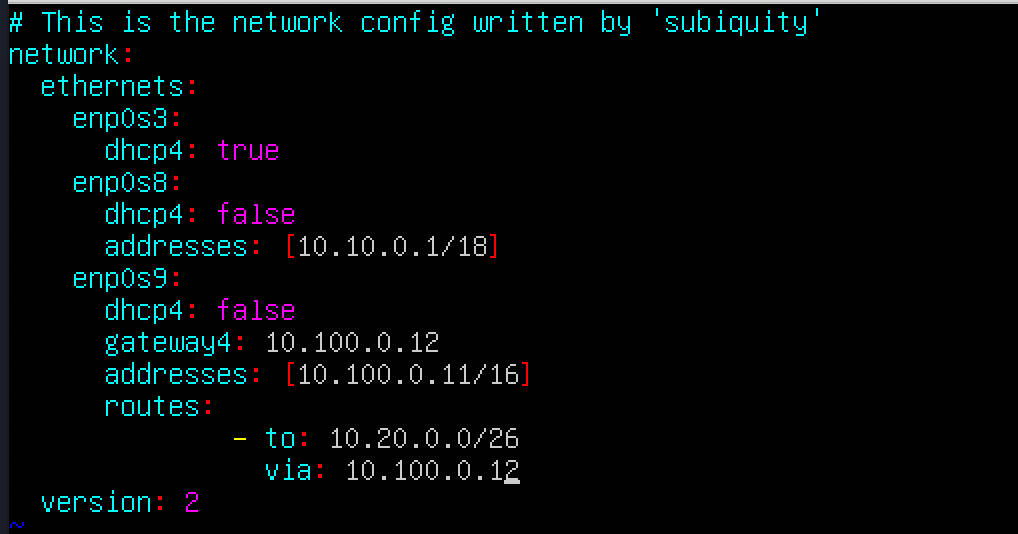 # This is the network config written by 'subiquity'
network:
  ethernets:
    enp0s3:
      dhcp4: true
    enp0s8:
      dhcp4: false
      addresses: [10.10.0.1/18]
    enp0s9:
      dhcp4: false
      gateway4: 10.100.0.12
      addresses: [10.100.0.11/16]
      routes:
              - to: 10.20.0.0/26
                via: 10.100.0.12
  version: 2
~